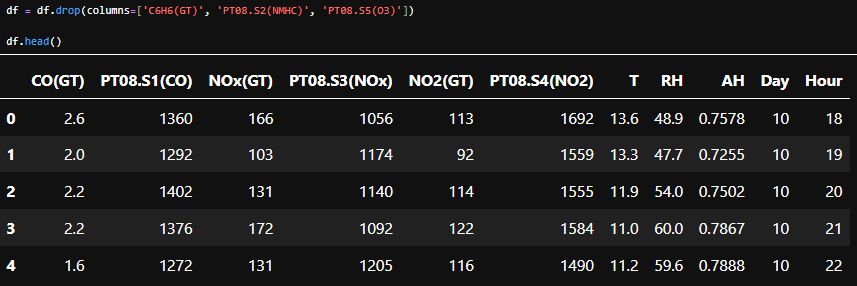 df = df.drop(columns=['C6H6(GT)', 'PT08.S2(NMHC)', 'PT08.S5(O3)'])
df.head()
CO(GT) PT08.S1(CO) NOx(GT) PT08.S3(NOx) NO2(GT) PT08.S4(NO2) T RH AH Day Hour
0 2.6 1360 166 1056 113 1692 13.6 48.9 0.7578 10 18
1 2.0 1292 103 1174 92 1559 13.3 47.7 0.7255 10 19
2 2.2 1402 131 1140 114 1555 11.9 54.0 0.7502 10 20
3 2.2 1376 172 1092 122 1584 11.0 60.0 0.7867 10 21
4 1.6 1272 131 1205 116 1490 11.2 59.6 0.7888 10 22